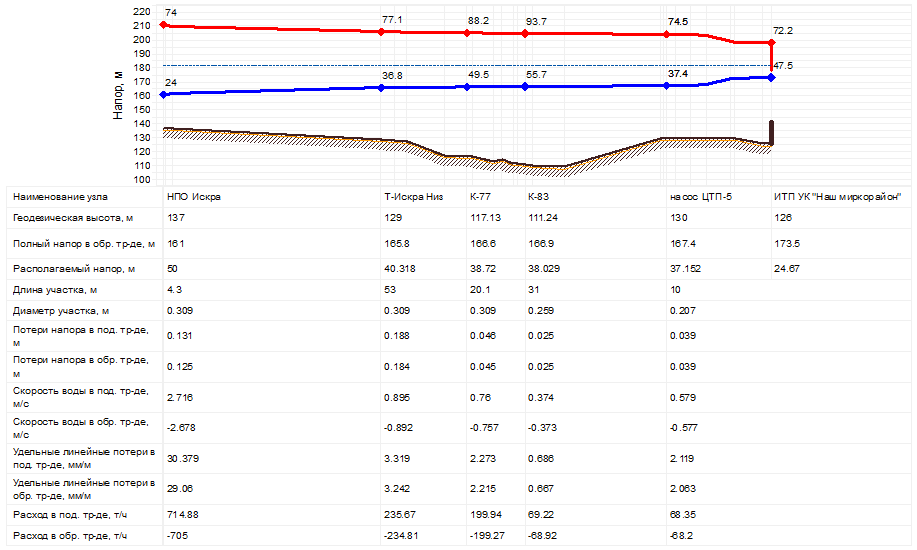 220
210
200
190
180
170
160
150
140
130
120
110
100
Напор, м
74
77.1
88.2
93.7
74.5
72.2
24
36.8
49.5
55.7
37.4
47.5
Наименование узла НПО Искра Т-Искра Низ К-77 К-83 насос ЦТП-5 ИТП УК "Наш миркорайон"
Геодезическая высота, м 137 129 117.13 111.24 130 126
Полный напор в обр. тр-де, м 161 165.8 166.6 166.9 167.4 173.5
Располагаемый напор, м 50 40.318 38.72 38.029 37.152 24.67
Длина участка, м 4.3 53 20.1 31 10
Диаметр участка, м 0.309 0.309 0.309 0.259 0.207
Потери напора в под. тр-де,
м 0.131 0.188 0.046 0.025 0.039
Потери напора в обр. тр-де,
м 0.125 0.184 0.045 0.025 0.039
Скорость воды в под. тр-де,
м/с 2.716 0.895 0.76 0.374 0.579
Скорость воды в обр. тр-де,
м/с -2.678 -0.892 -0.757 -0.373 -0.577
Удельные линейные потери в
под. тр-де, мм/м 30.379 3.319 2.273 0.686 2.119
Удельные линейные потери в
обр. тр-де, мм/м 29.06 3.242 2.215 0.667 2.063
Расход в под. тр-де, т/ч 714.88 235.67 199.94 69.22 68.35
Расход в обр. тр-де, т/ч -705 -234.81 -199.27 -68.92 -68.2